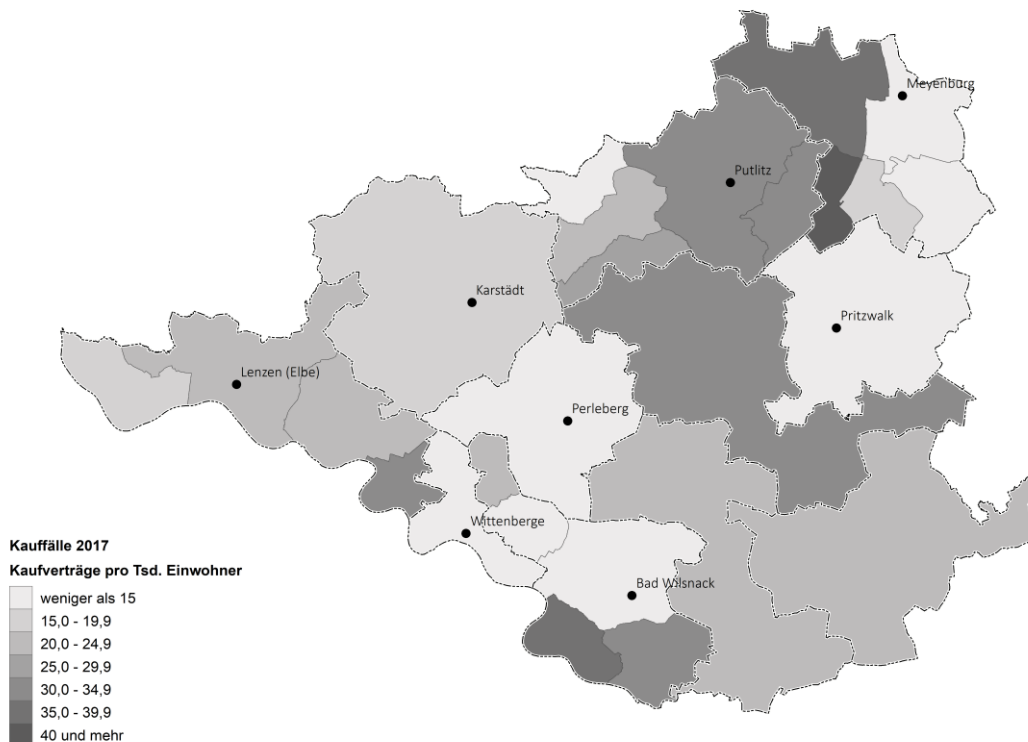 Meyenburg
Putlitz
Karstädt
Pritzwalk
Lenzen (Elbe)
Perleberg
Wittenberge
Bad Wilsnack
Kauffälle 2017
Kaufverträge pro Tsd. Einwohner
weniger als 15
15,0 - 19,9
20,0 - 24,9
25,0 - 29,9
30,0 - 34,9
35,0 - 39,9
40 und mehr